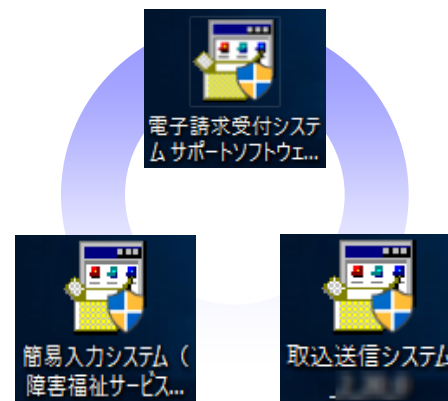 電子請求受付システ
ム サポートソフトウェ...
簡易入力システム（
障害福祉サービス...
取込送信システム